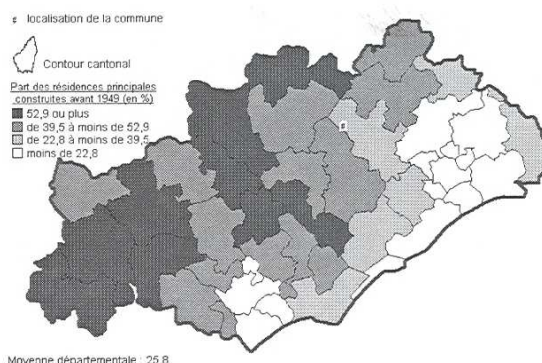 localisation de la commune
Contour cantonal
Part des résidences principales
construites avant 1949 (en %)
52,9 ou plus
de 39,5 à moins de 52,9
de 22,8 à moins de 39,5
moins de 22,8
Moyenne départementale : 25,8